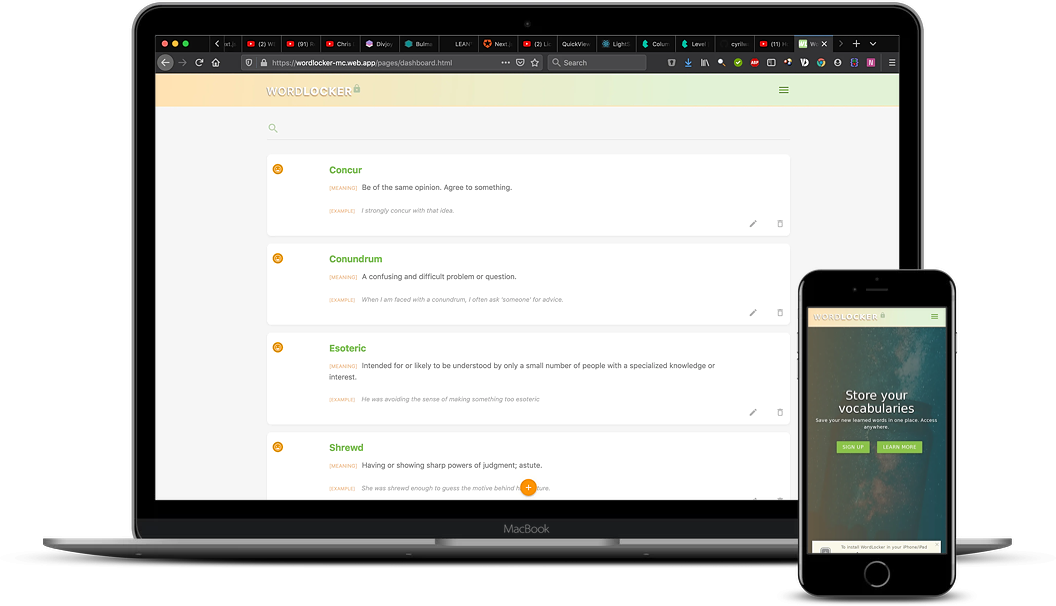 (2) W
(91) R
Chris
Divjoy
Bulma
LEAN
Next.j
(2) Li
QuickView
LightS
Colum
Level
cyrilw
(11) H
https://wordlocker-mc.web.app/pages/dashboard.html
Search
ABP
WORDLOCKER
Concur
[MEANING] Be of the same opinion. Agree to something.
[EXAMPLE] I strongly concur with that idea.
Conundrum
[MEANING] A confusing and difficult problem or question.
[EXAMPLE] When I am faced with a conundrum, I often ask 'someone' for advice.
Esoteric
[MEANING] Intended for or likely to be understood by only a small number of people with a specialized knowledge or
interest.
[EXAMPLE] He was avoiding the sense of making something too esoteric
Shrewd
[MEANING] Having or showing sharp powers of judgment; astute.
[EXAMPLE] She was shrewd enough to guess the motive behind
MacBook
WORDLOCKER
Store your
vocabularies
Save your new learned words in one place. Access
anywhere.
SIGN UP
LEARN MORE
To install WordLocker in your iPhone/iPad